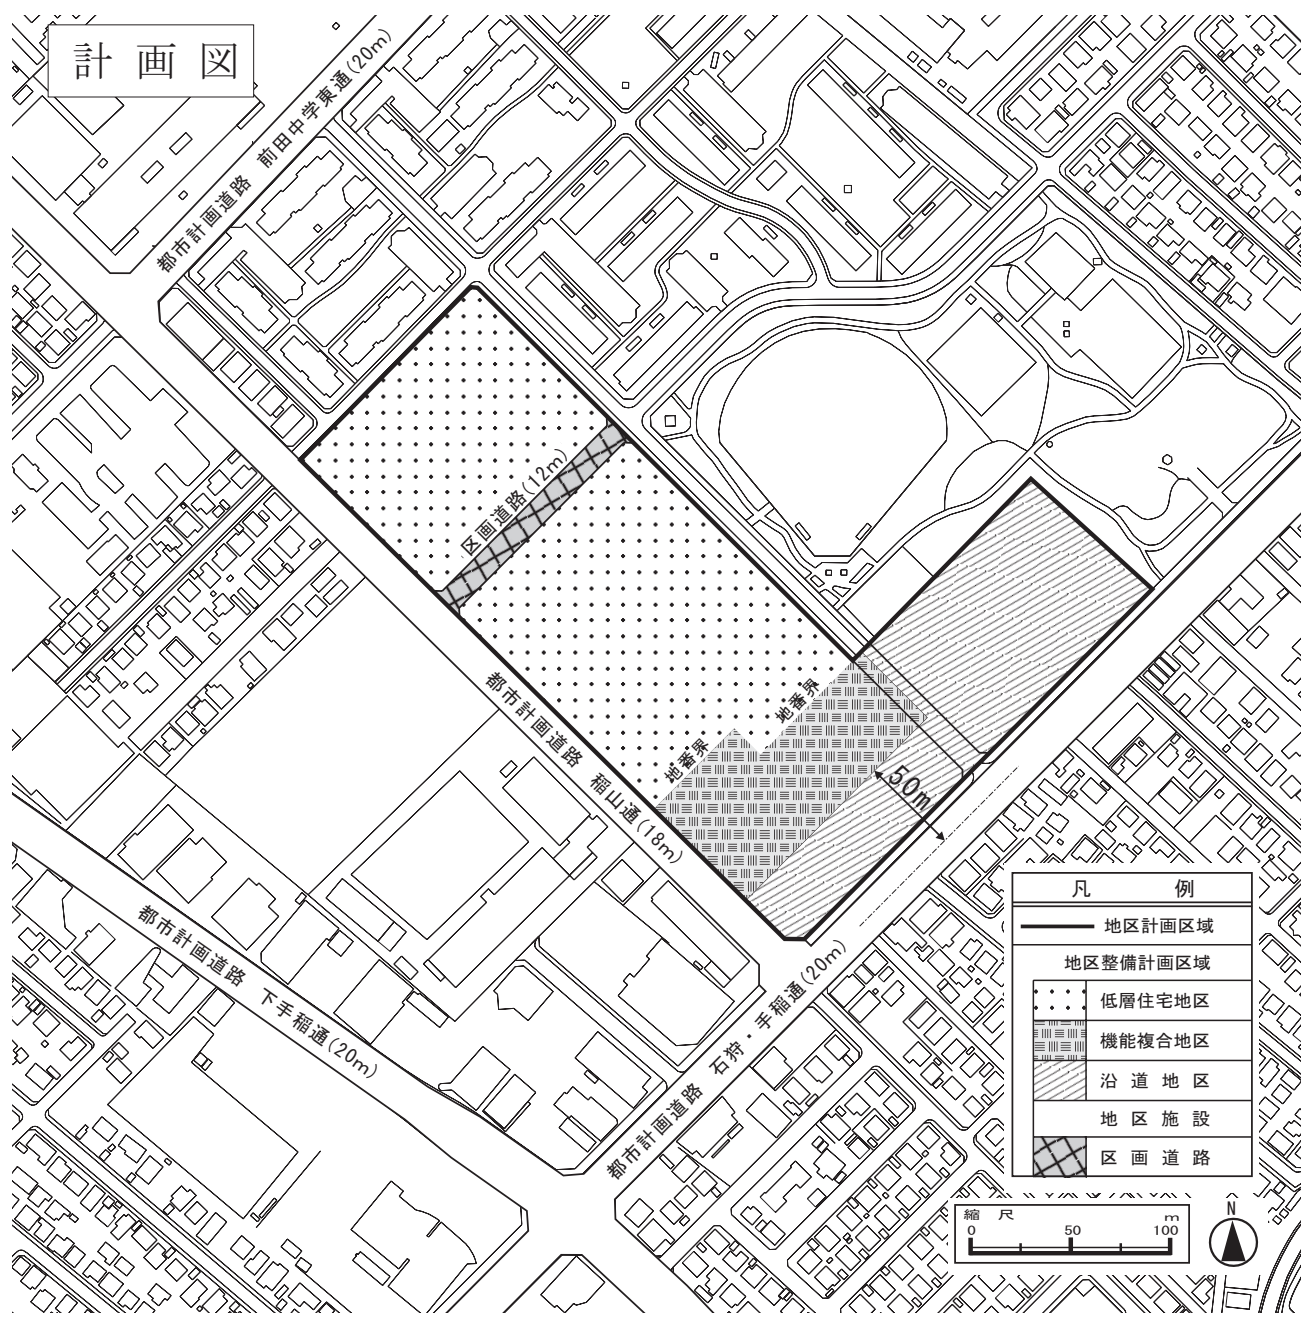 計画図
都市計画道路 前田中学東通(20m)
区画道路(12m)
地番界
地番界
50m
都市計画道路 稲山通(18m)
都市計画道路 下手稲通(20m)
都市計画道路 石狩・手稲通(20m)
凡 例
地区計画区域
地区整備計画区域
低層住宅地区
機能複合地区
沿道地区
地区施設
区画道路
縮尺 m
0 50 100
N